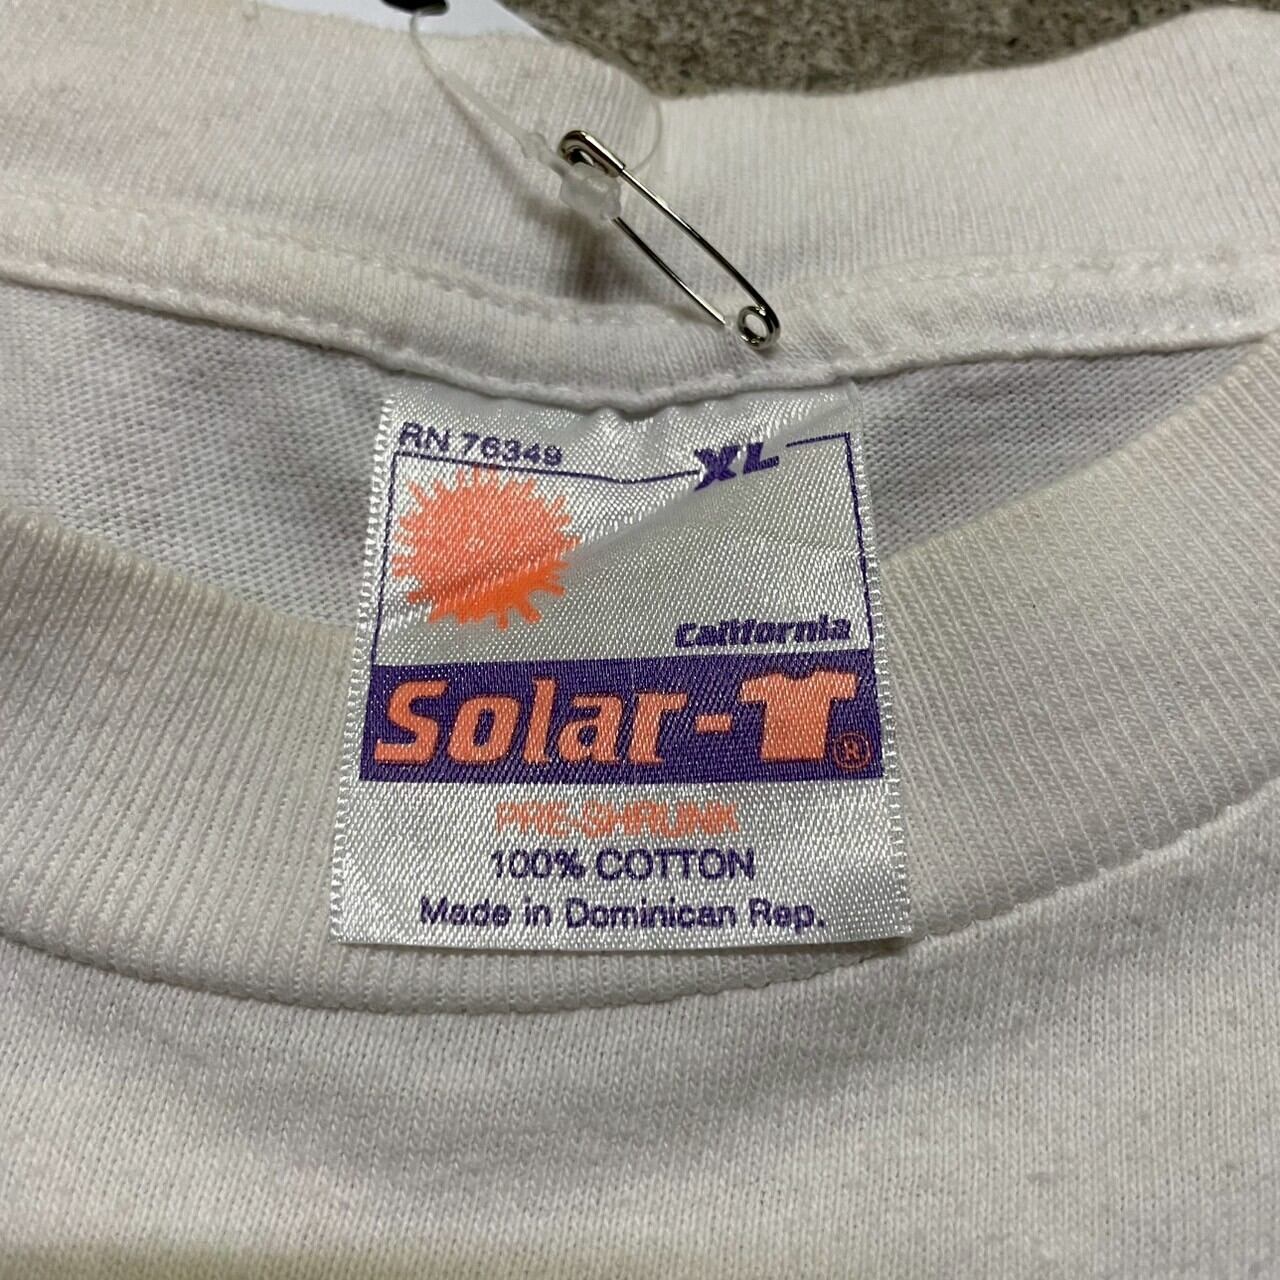 RN 76349 XL
California
Solar-T®
PRE-SHRUNK
100% COTTON
Made in Dominican Rep.